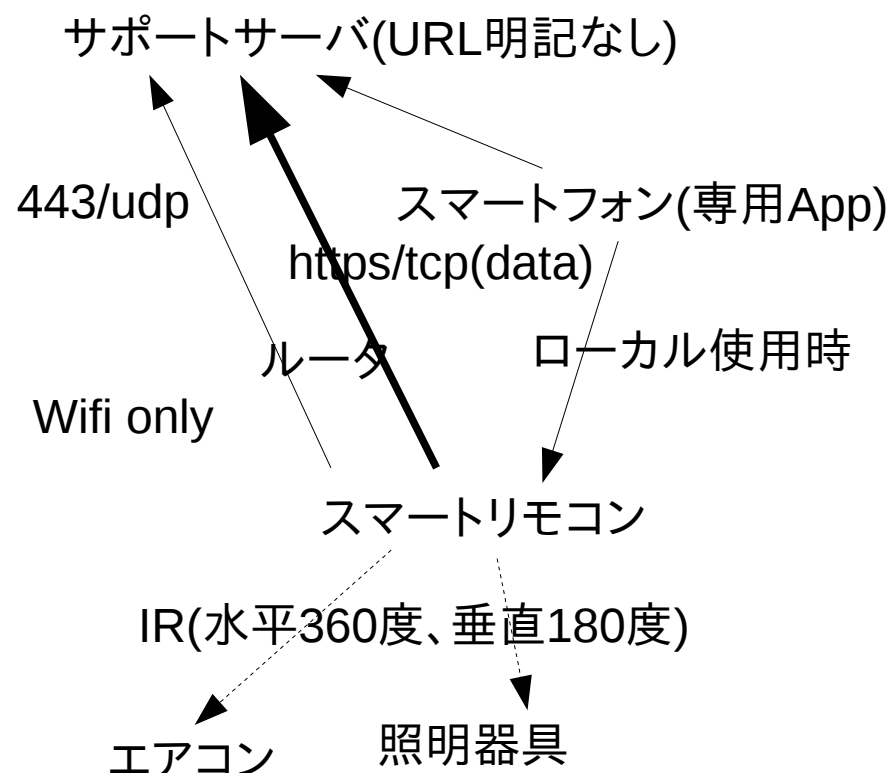 サポートサーバ(URL明記なし)
443/udp
スマートフォン(専用App)
https/tcp(data)
ルータ
ローカル使用時
Wifi only
スマートリモコン
IR(水平360度、垂直180度)
エアコン
照明器具